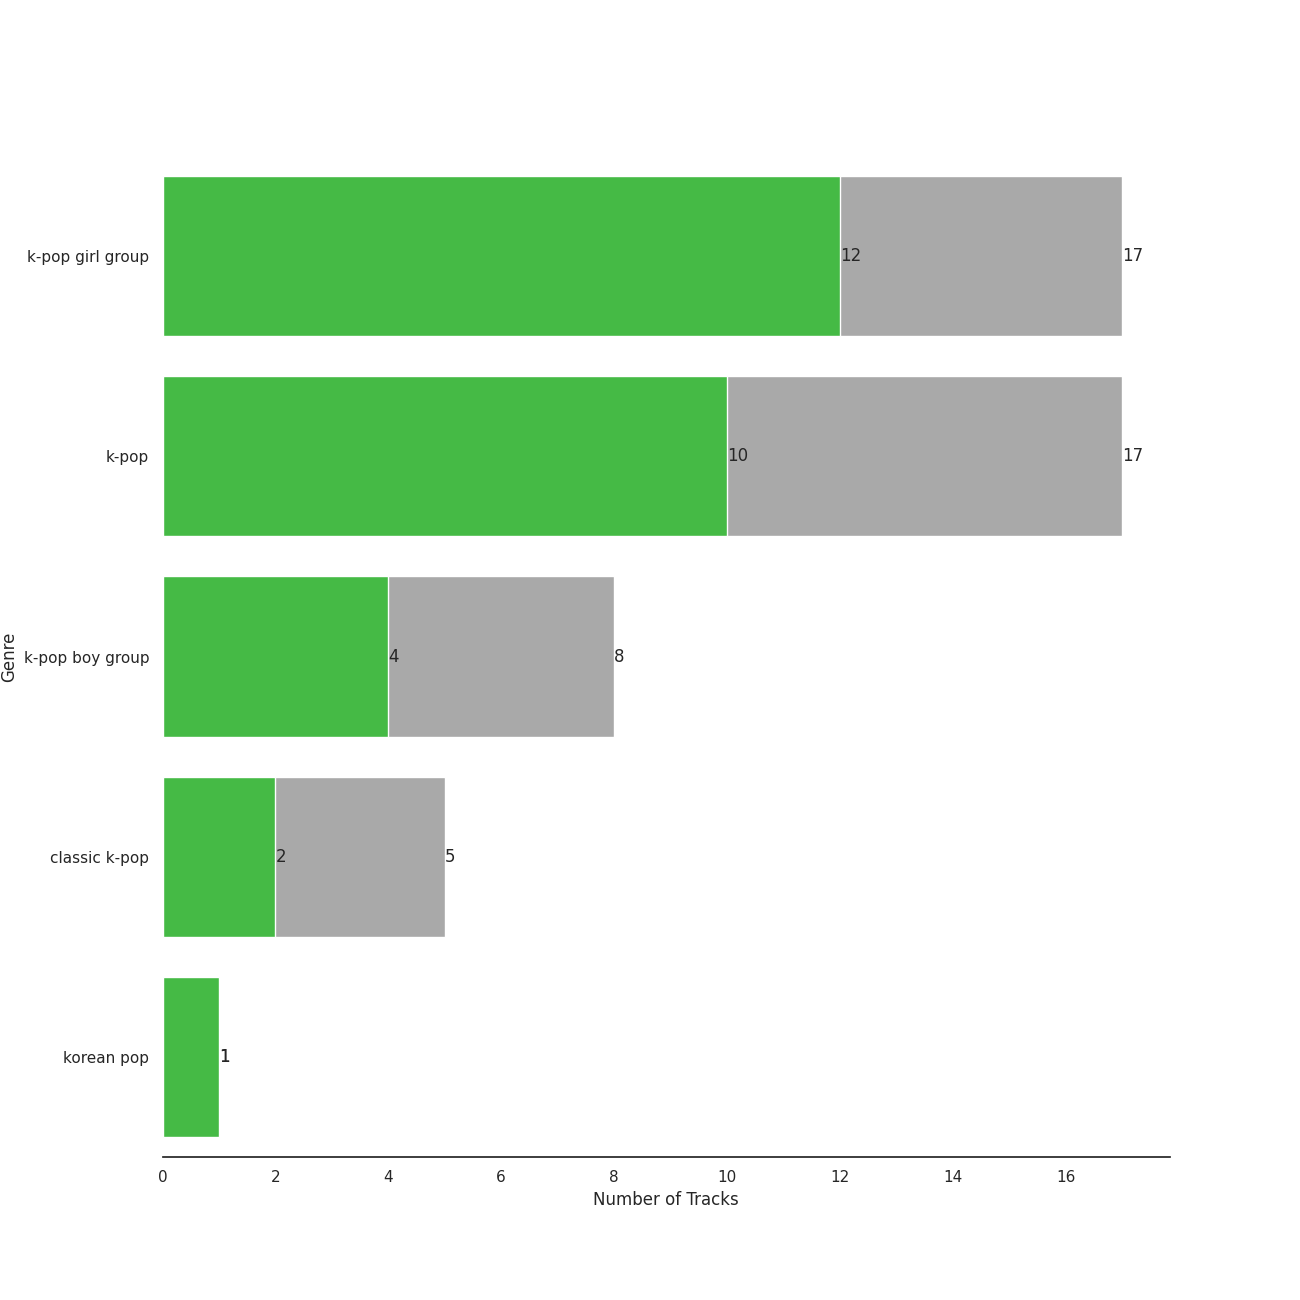 k-pop girl group
12
17
k-pop
10
17
Genre
k-pop boy group
4
8
classic k-pop
2
5
korean pop
1
0 2 4 6 8 10 12 14 16
Number of Tracks